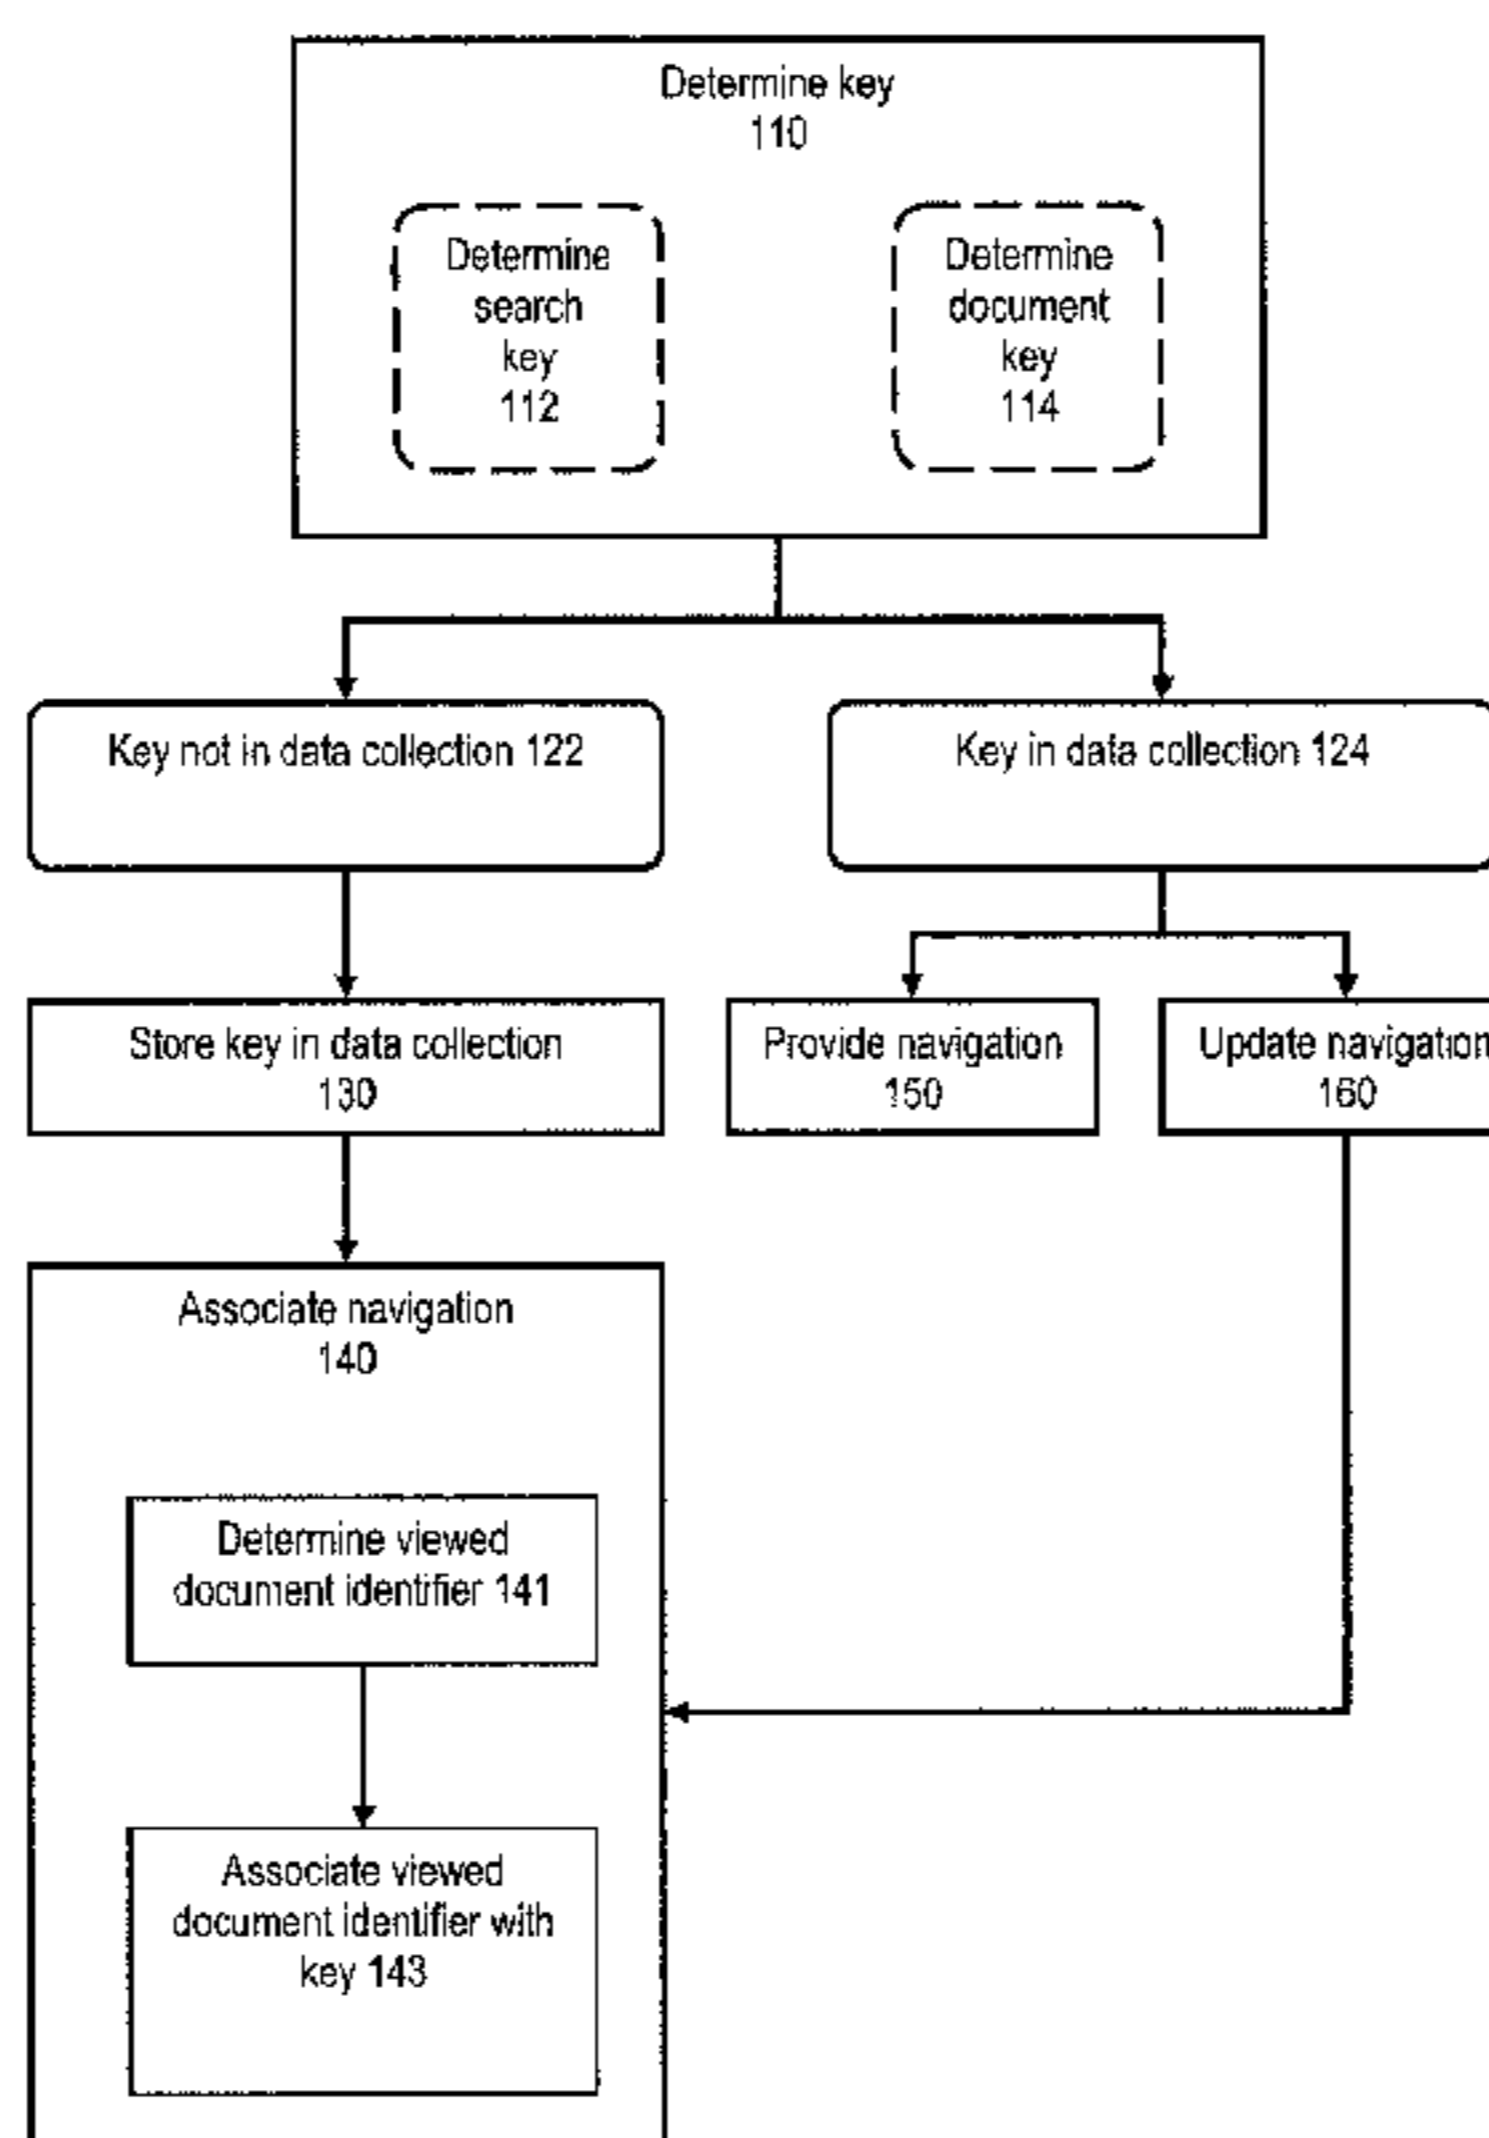 Determine key
110
Determine
search
key
112
Determine
document
key
114
Key not in data collection 122
Key in data collection 124
Store key in data collection
130
Provide navigation
150
Update navigation
160
Associate navigation
140
Determine viewed
document identifier 141
Associate viewed
document identifier with
key 143